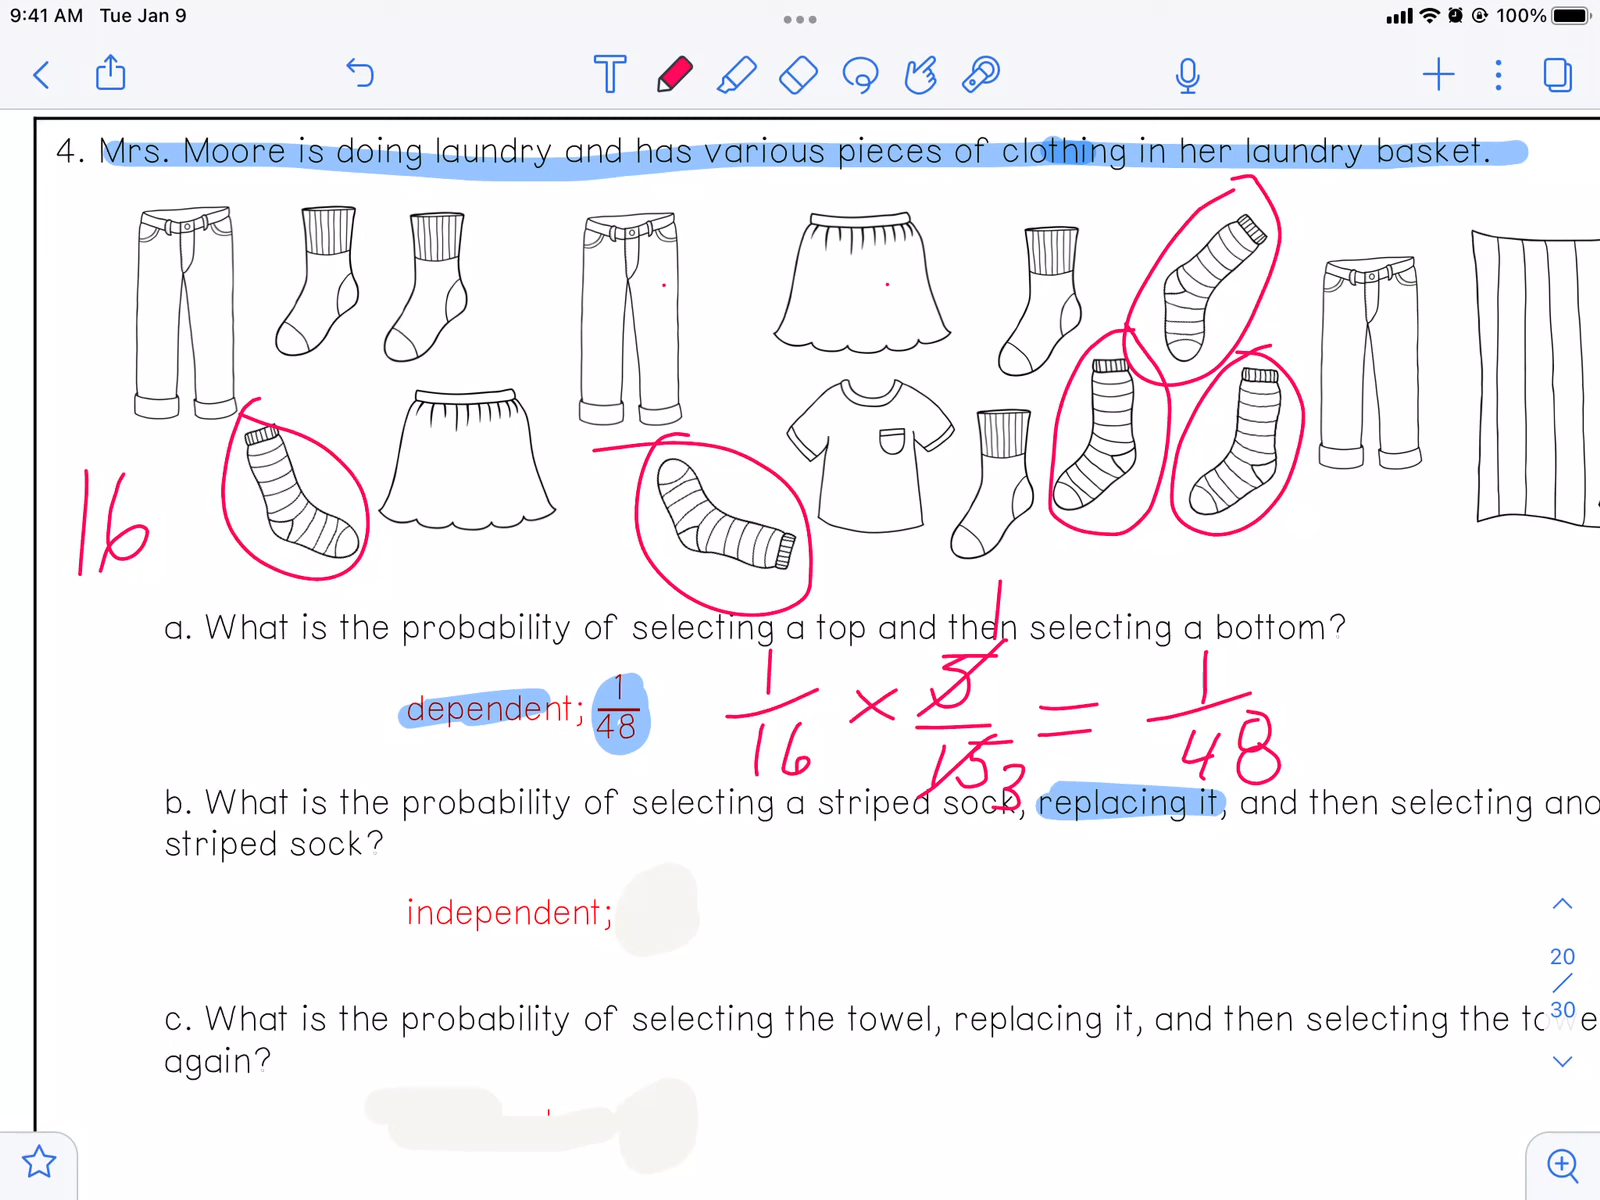 9:41 AM Tue Jan 9
100%
T
4. Mrs. Moore is doing laundry and has various pieces of clothing in her laundry basket.
16
a. What is the probability of selecting a top and then selecting a bottom?
dependent; 1/48
1/16 × 5/15 = 1/48
1
3
b. What is the probability of selecting a striped sock, replacing it, and then selecting ano
striped sock?
independent;
20
/
30
c. What is the probability of selecting the towel, replacing it, and then selecting the towe
again?